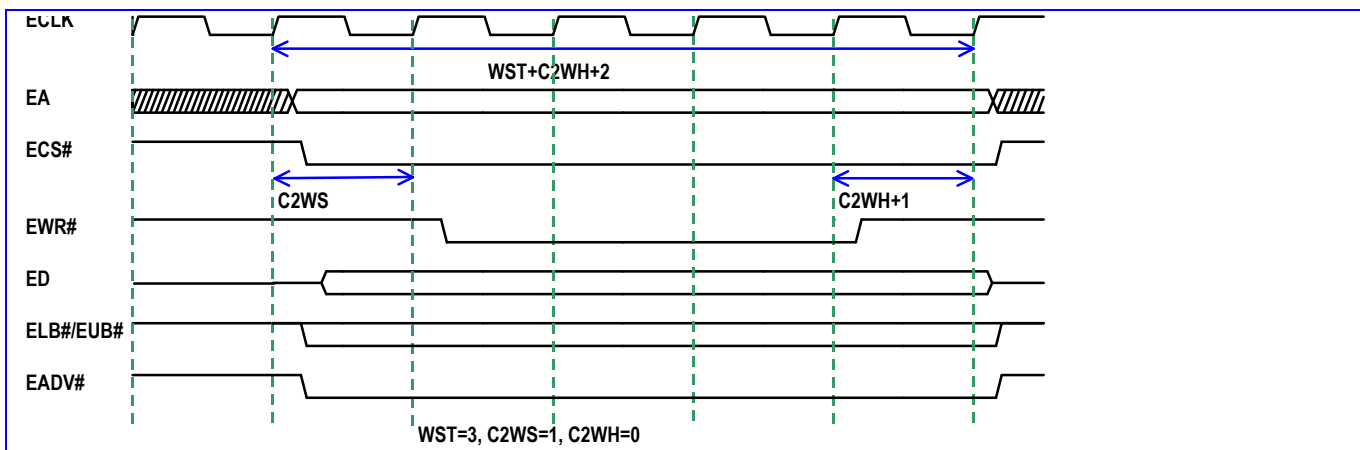 ECLK
WST+C2WH+2
EA
ECS#
C2WS
C2WH+1
EWR#
ED
ELB#/EUB#
EADV#
WST=3, C2WS=1, C2WH=0